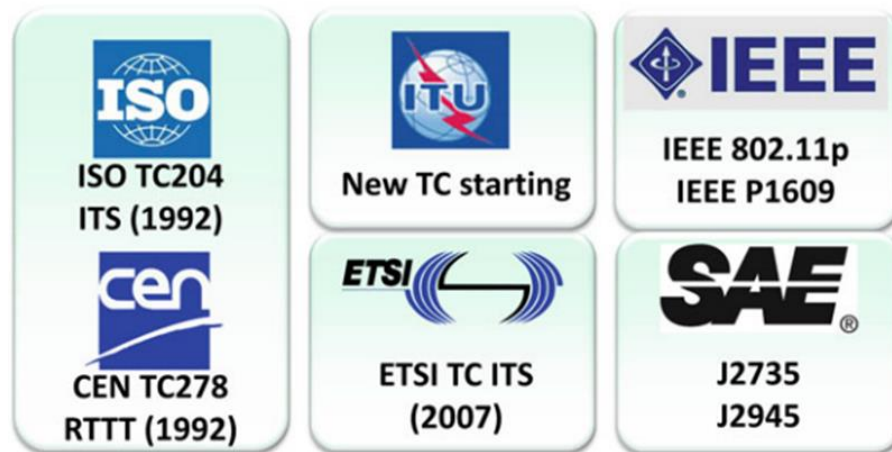 ISO
ISO TC204
ITS (1992)
cen
CEN TC278
RTTT (1992)
ITU
New TC starting
ETSI
ETSI TC ITS
(2007)
IEEE
IEEE 802.11p
IEEE P1609
SAE®
J2735
J2945